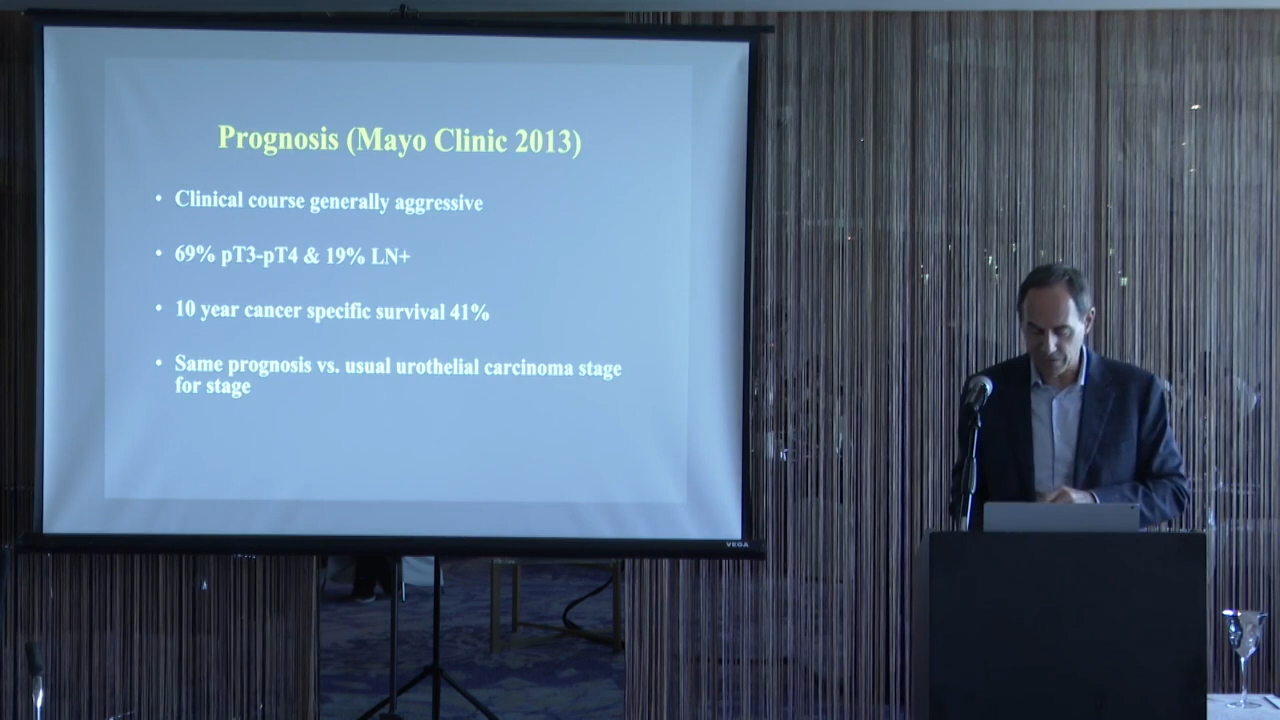 Prognosis (Mayo Clinic 2013)
• Clinical course generally aggressive
• 69% pT3-pT4 & 19% LN+
• 10 year cancer specific survival 41%
• Same prognosis vs. usual urothelial carcinoma stage
for stage
VEGA